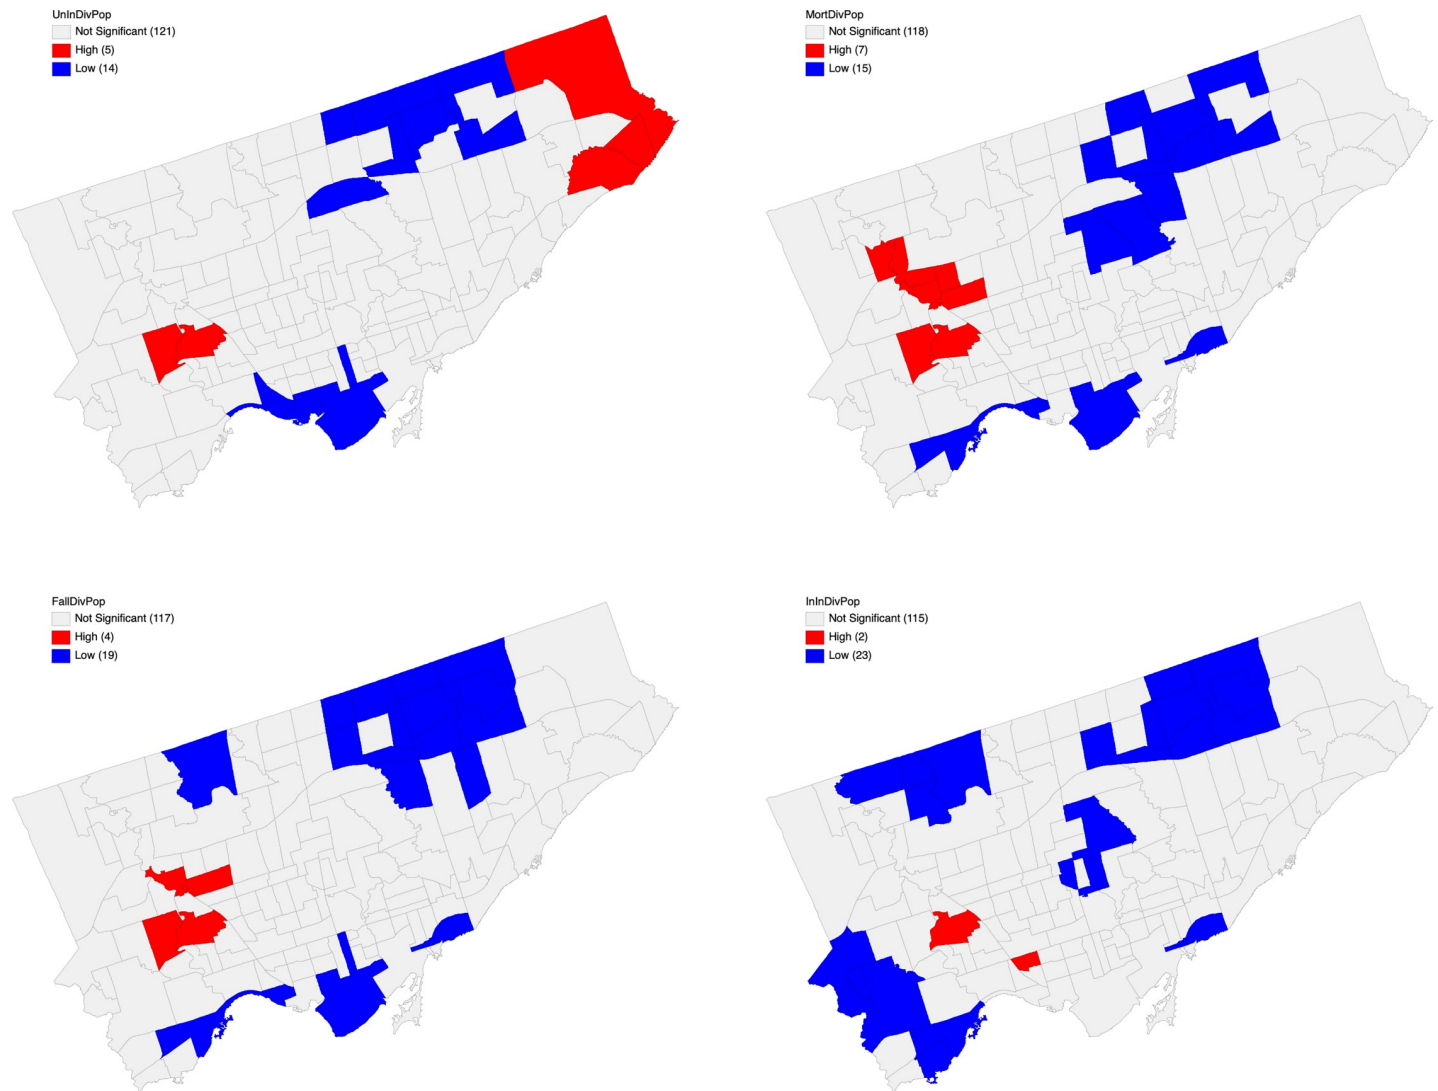 UnInDivPop
Not Significant (121)
High (5)
Low (14)
MortDivPop
Not Significant (118)
High (7)
Low (15)
FallDivPop
Not Significant (117)
High (4)
Low (19)
InInDivPop
Not Significant (115)
High (2)
Low (23)